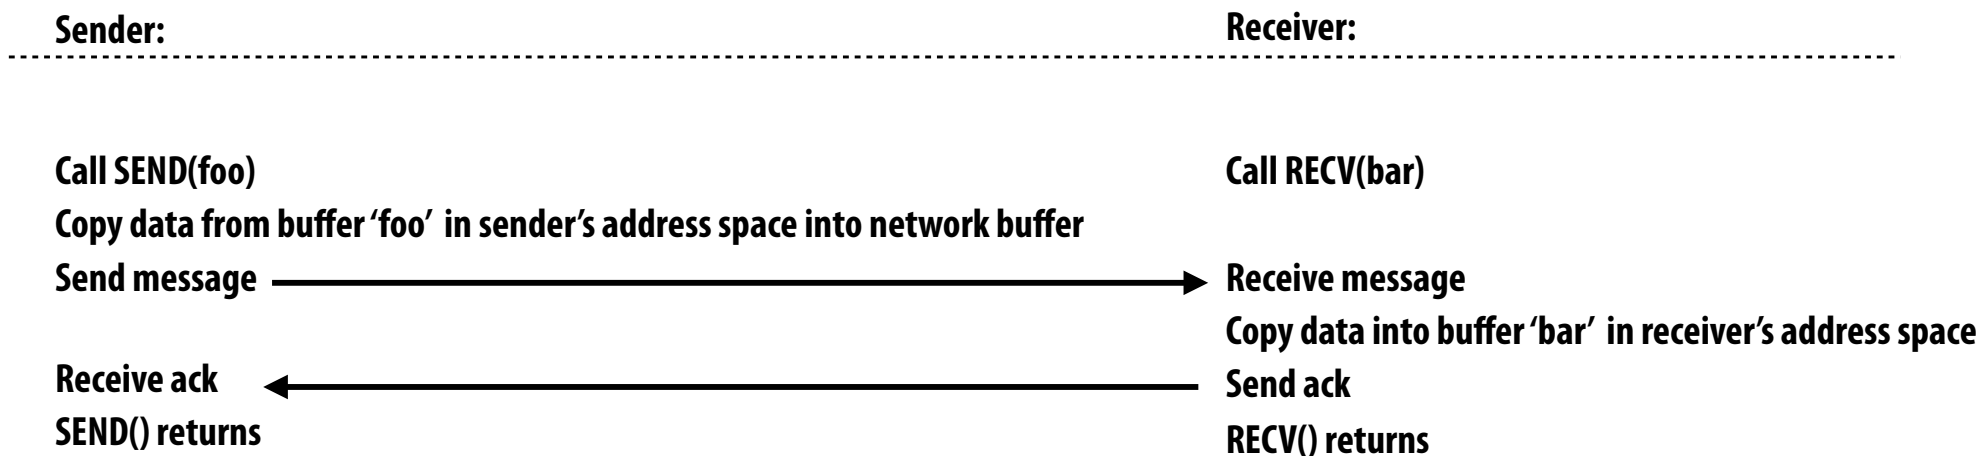 Sender:
Receiver:
Call SEND(foo)
Call RECV(bar)
Copy data from buffer ‘foo’ in sender’s address space into network buffer
Send message
Receive message
Copy data into buffer ‘bar’ in receiver’s address space
Receive ack
Send ack
SEND() returns
RECV() returns